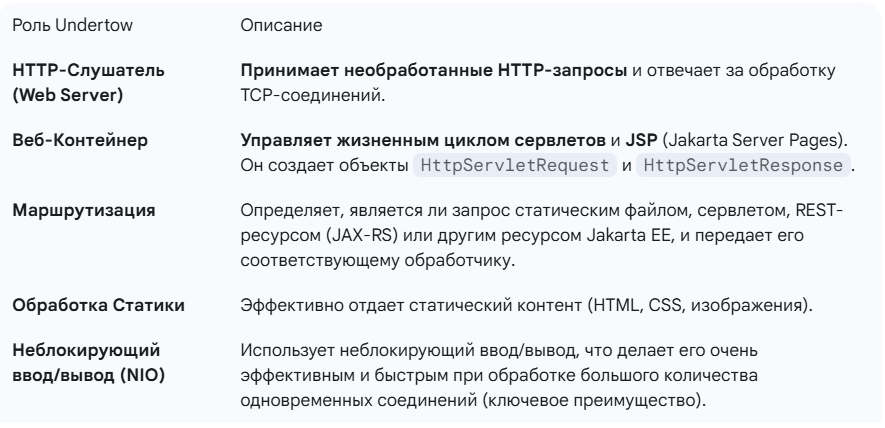 Роль Undertow Описание
HTTP-Слушатель Принимает необработанные HTTP-запросы и отвечает за обработку
(Web Server) TCP-соединений.
Веб-Контейнер Управляет жизненным циклом сервлетов и JSP (Jakarta Server Pages).
Он создает объекты HttpServletRequest и HttpServletResponse.
Маршрутизация Определяет, является ли запрос статическим файлом, сервлетом, REST-
ресурсом (JAX-RS) или другим ресурсом Jakarta EE, и передает его
соответствующему обработчику.
Обработка Статики Эффективно отдает статический контент (HTML, CSS, изображения).
Неблокирующий Использует неблокирующий ввод/вывод, что делает его очень
ввод/вывод (NIO) эффективным и быстрым при обработке большого количества
одновременных соединений (ключевое преимущество).